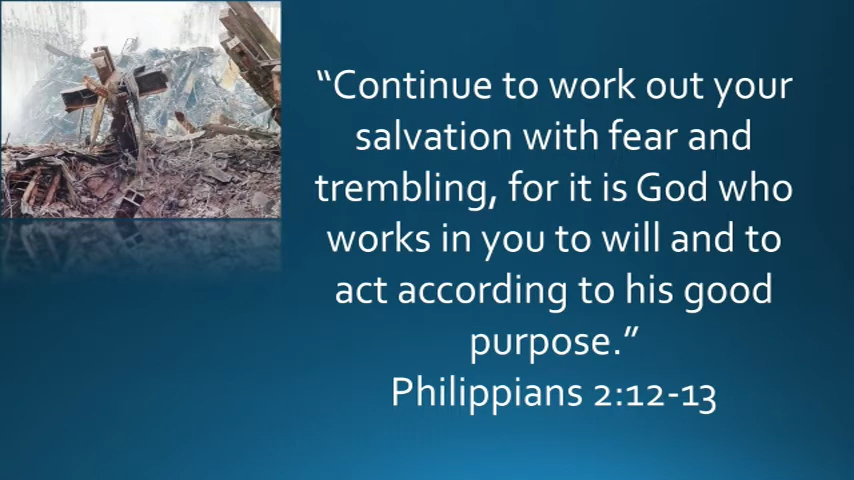 “Continue to work out your
salvation with fear and
trembling, for it is God who
works in you to will and to
act according to his good
purpose.”
Philippians 2:12-13